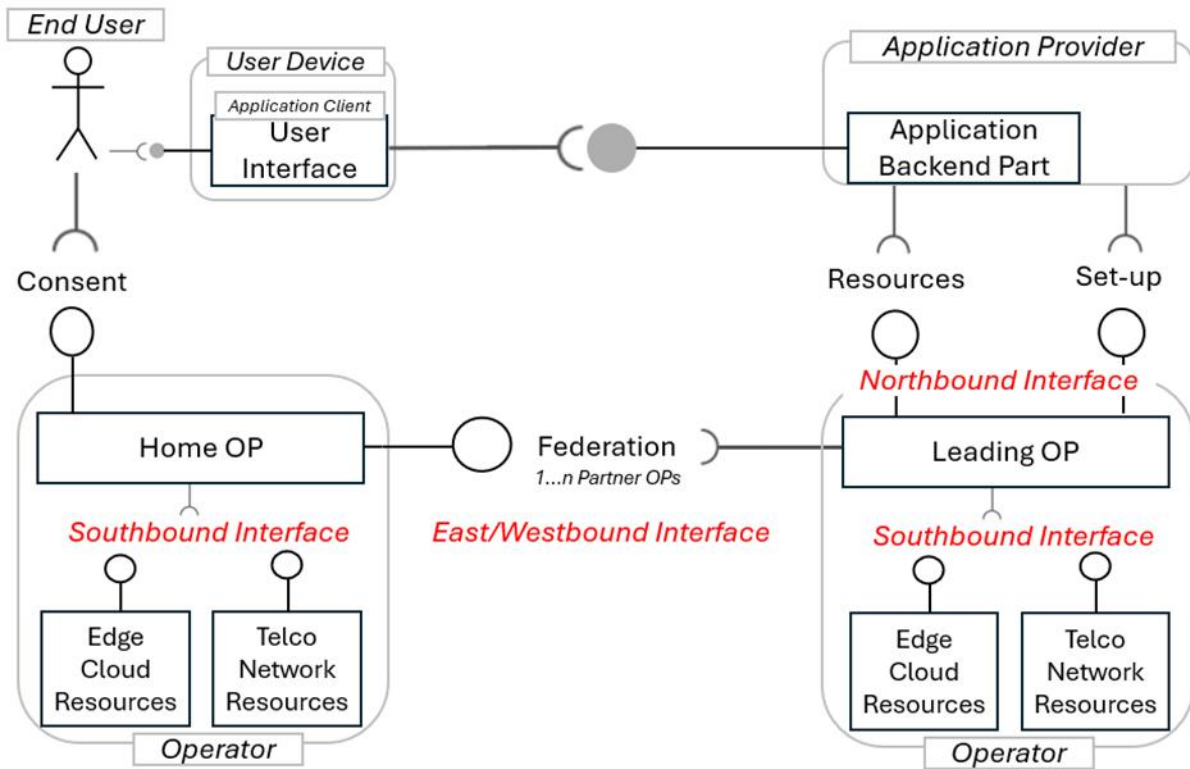 End User
User Device
Application Client
User
Interface
Application Provider
Application
Backend Part
Consent
Resources
Set-up
Northbound Interface
Home OP
Federation
1...n Partner OPs
Leading OP
Southbound Interface
East/Westbound Interface
Southbound Interface
Edge
Cloud
Resources
Telco
Network
Resources
Edge
Cloud
Resources
Telco
Network
Resources
Operator
Operator